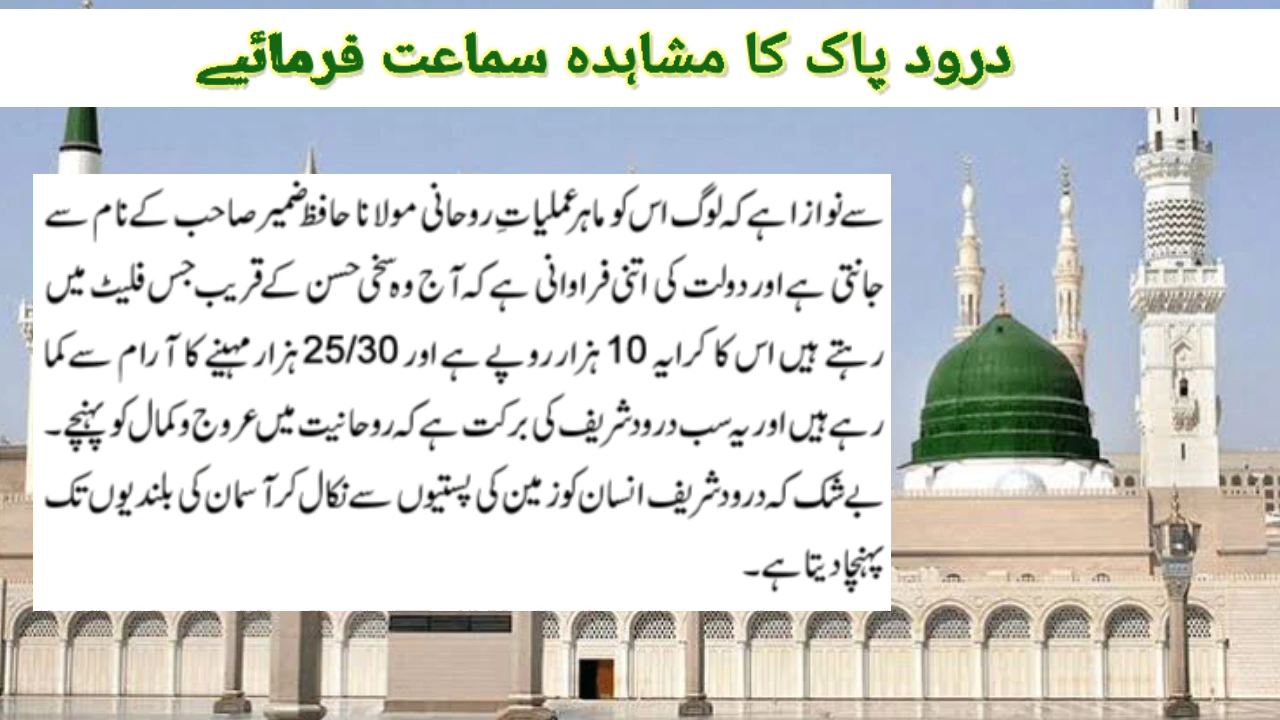 درود پاک کا مشاہدہ سماعت فرمائیے
سے نوازا ہے کہ لوگ اس کو ماہر عملیاتِ روحانی مولانا حافظ ضمیر صاحب کے نام سے
جانتی ہے اور دولت کی اتنی فراوانی ہے کہ آج وہ سخی حسن کے قریب جس فلیٹ میں
رہتے ہیں اس کا کرایہ 10 ہزار روپے ہے اور 25/30 ہزار مہینے کا آرام سے کما
رہے ہیں اور یہ سب درود شریف کی برکت ہے کہ روحانیت میں عروج و کمال کو پہنچے۔
بے شک کہ درود شریف انسان کو زمین کی پستیوں سے نکال کر آسمان کی بلندیوں تک
پہنچا دیتا ہے۔